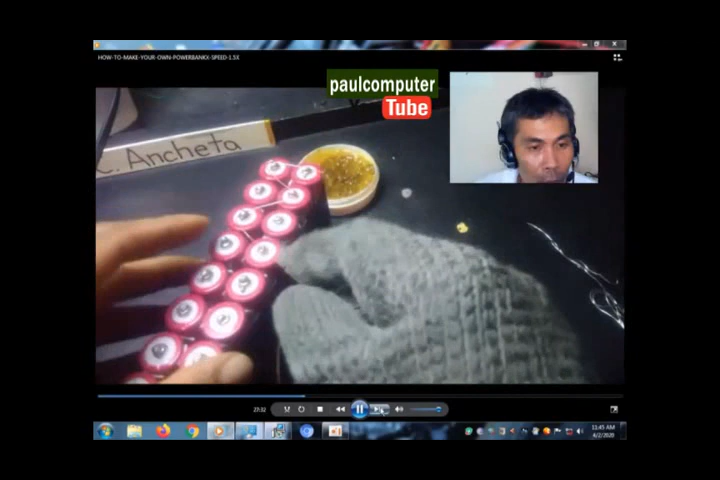 HOW-TO-MAKE-YOUR-OWN-POWERBANKX-SPEED-1.5X
paulcomputer
Tube
C. Ancheta
27:32
11:45 AM
4/2/2020